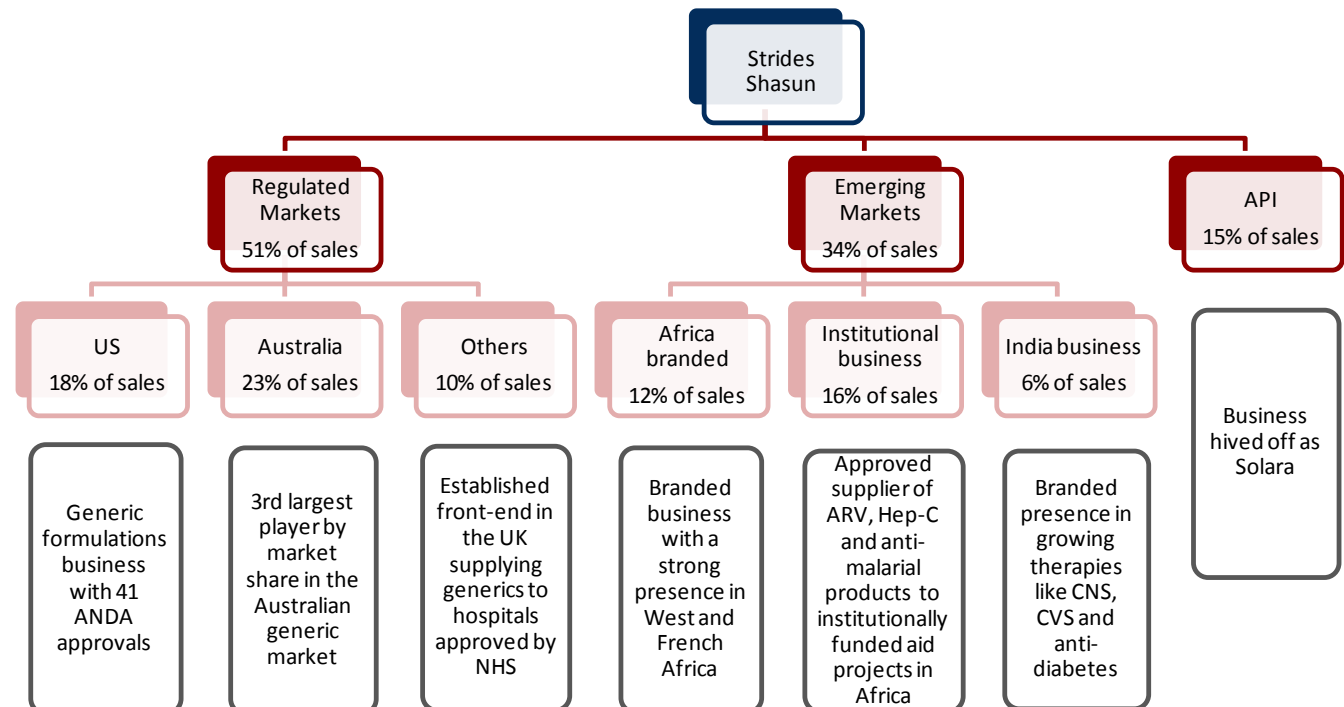 Strides
Shasun
Regulated
Markets
51% of sales
Emerging
Markets
34% of sales
API
15% of sales
US
18% of sales
Australia
23% of sales
Others
10% of sales
Africa
branded
12% of sales
Institutional
business
16% of sales
India business
6% of sales
Generic
formulations
business
with 41
ANDA
approvals
3rd largest
player by
market
share in the
Australian
generic
market
Established
front-end in
the UK
supplying
generics to
hospitals
approved by
NHS
Branded
business
with a
strong
presence in
West and
French
Africa
Approved
supplier of
ARV, Hep-C
and anti-
malarial
products to
institutionally
funded aid
projects in
Africa
Branded
presence in
growing
therapies
like CNS,
CVS and
anti-
diabetes
Business
hived off as
Solara